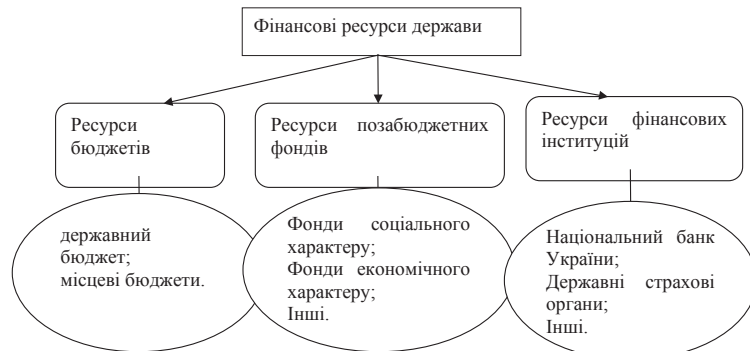 Фінансові ресурси держави
Ресурси
бюджетів
Ресурси позабюджетних
фондів
Ресурси фінансових
інституцій
державний
бюджет;
місцеві бюджети.
Фонди соціального
характеру;
Фонди економічного
характеру;
Інші.
Національний банк
України;
Державні страхові
органи;
Інші.